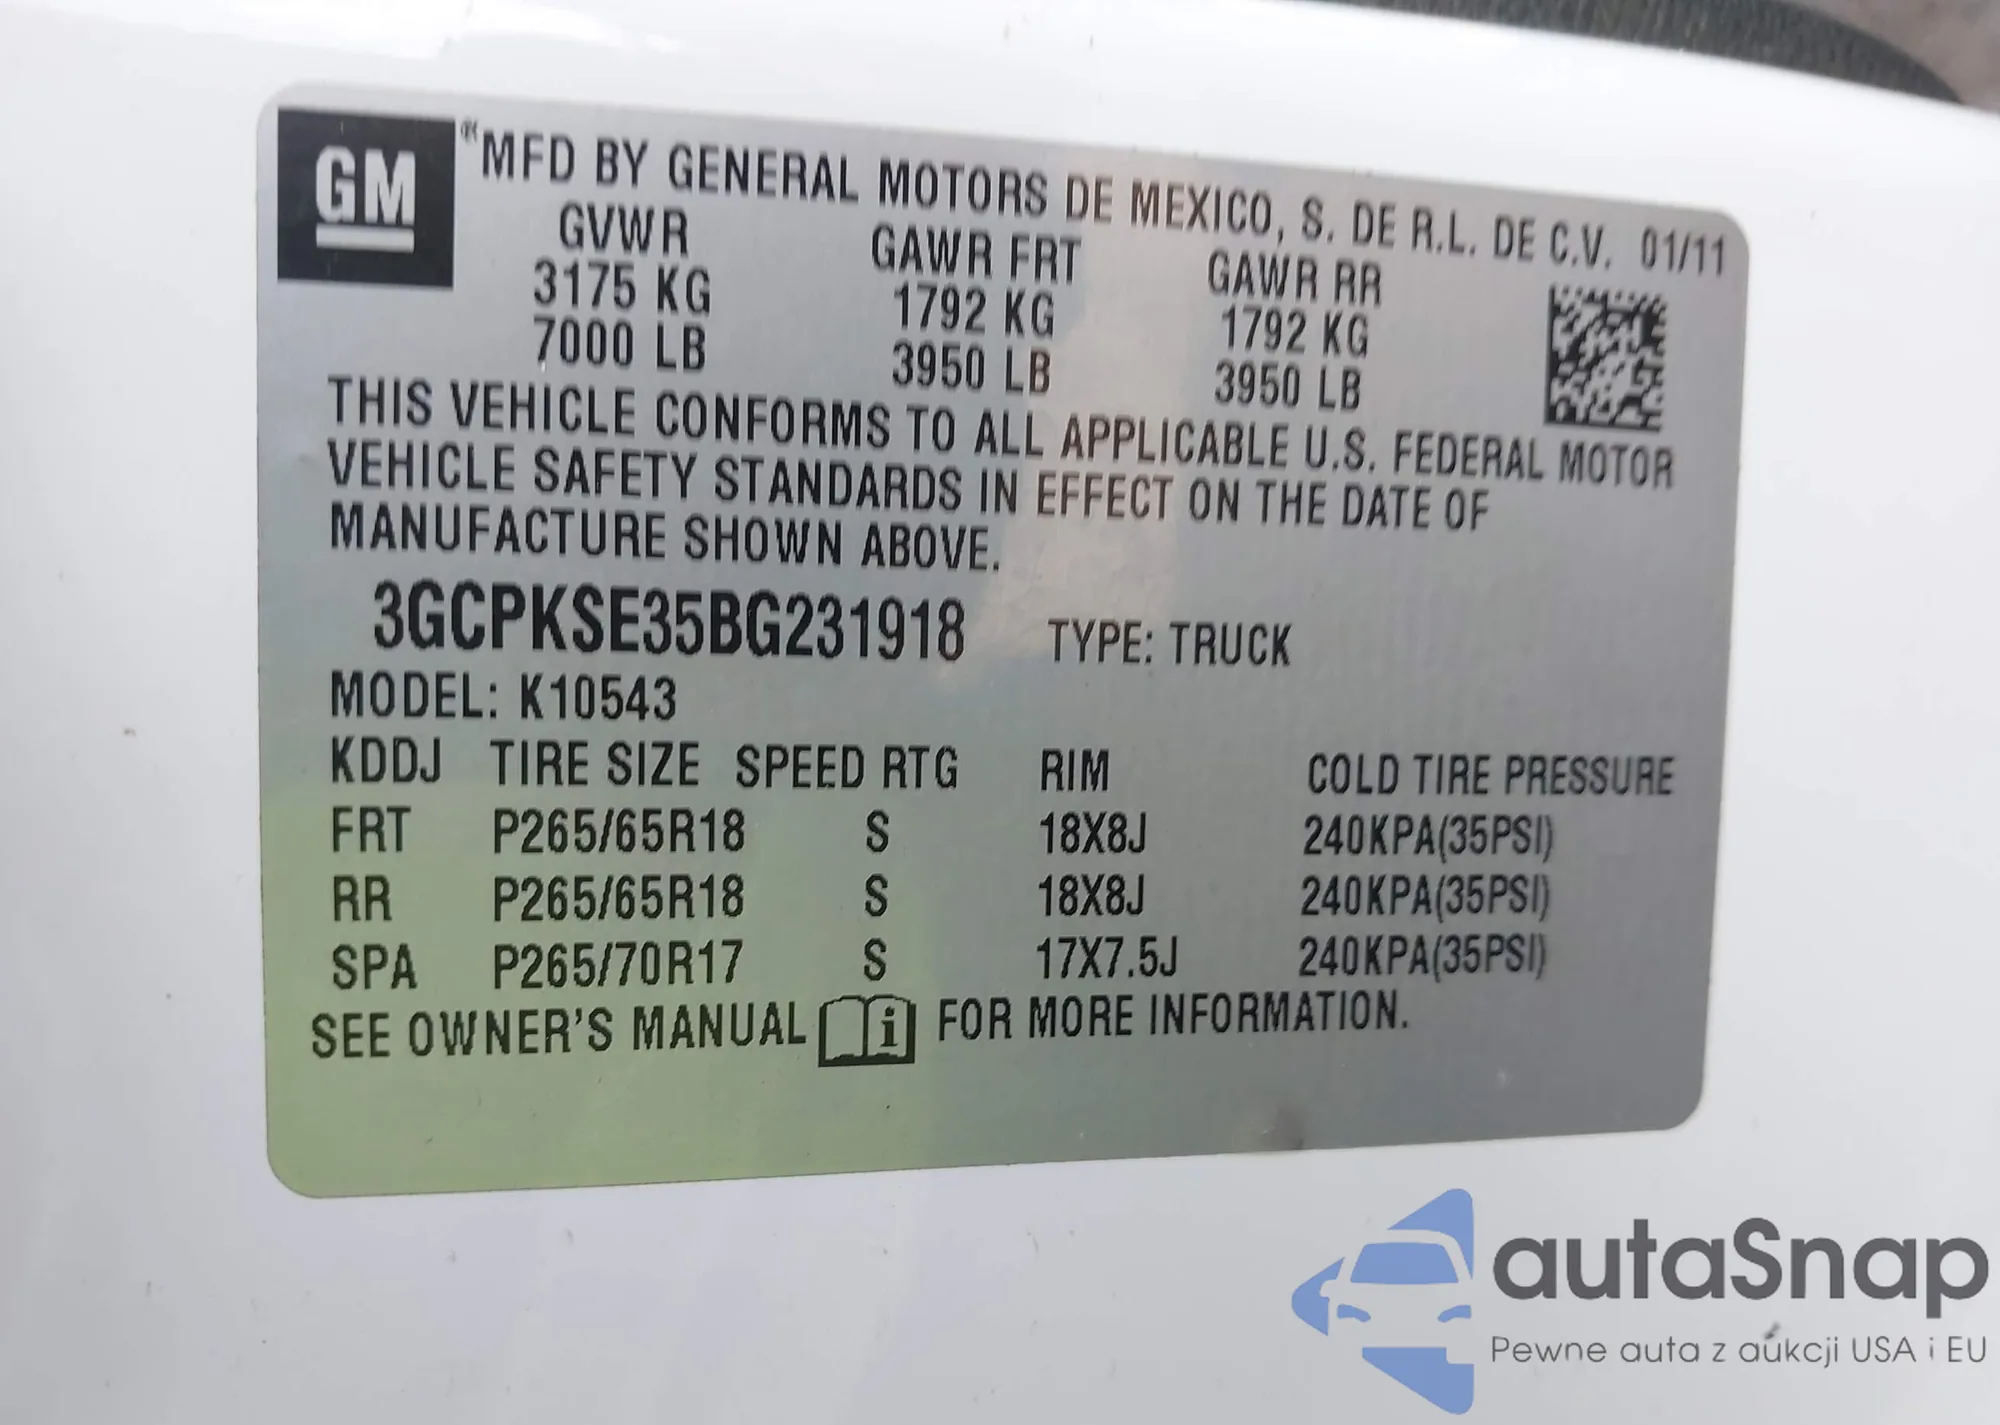 GM
MFD BY GENERAL MOTORS DE MEXICO, S. DE R.L. DE C.V. 01/11
GVWR GAWR FRT GAWR RR
3175 KG 1792 KG 1792 KG
7000 LB 3950 LB 3950 LB
THIS VEHICLE CONFORMS TO ALL APPLICABLE U.S. FEDERAL MOTOR
VEHICLE SAFETY STANDARDS IN EFFECT ON THE DATE OF
MANUFACTURE SHOWN ABOVE.
3GCPKSE35BG231918 TYPE: TRUCK
MODEL: K10543
KDDJ TIRE SIZE SPEED RTG RIM COLD TIRE PRESSURE
FRT P265/65R18 S 18X8J 240KPA(35PSI)
RR P265/65R18 S 18X8J 240KPA(35PSI)
SPA P265/70R17 S 17X7.5J 240KPA(35PSI)
SEE OWNER'S MANUAL i FOR MORE INFORMATION.
autaSnap
Pewne auta z aukcji USA i EU